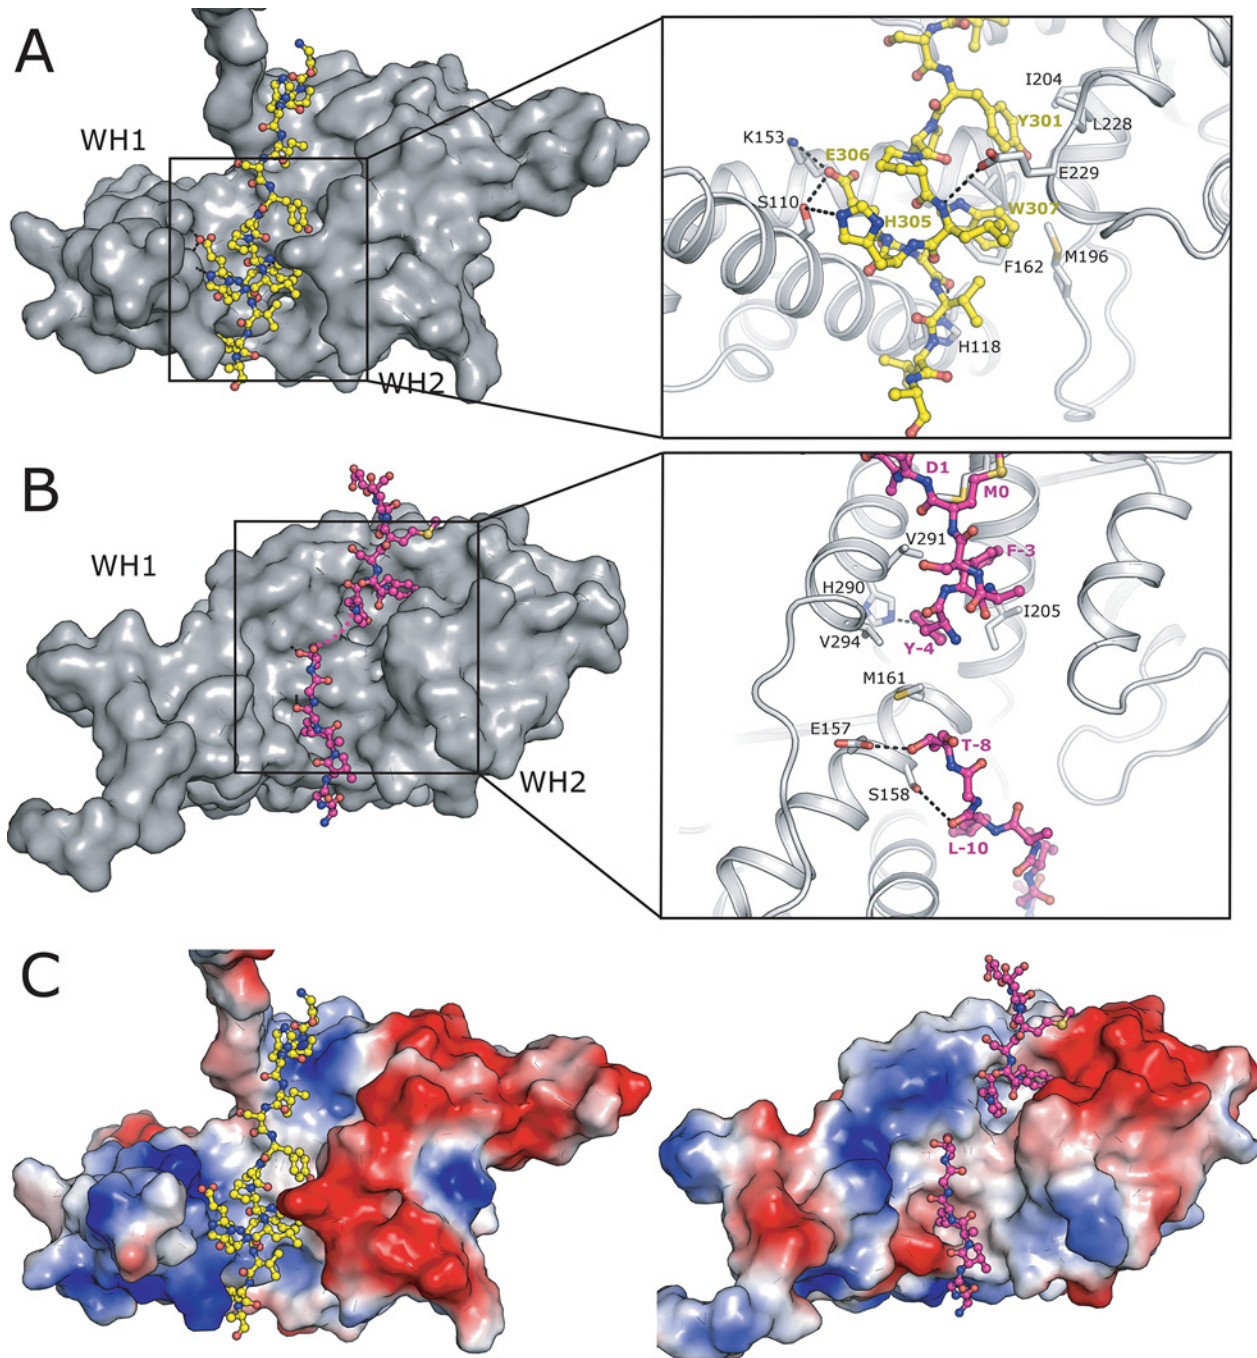 A
WH1
WH2
I204
Y301
L228
K153
E306
E229
S110
H305
W307
F162
M196
H118
B
WH1
WH2
D1
M0
V291
F-3
H290
I205
V294
Y-4
M161
E157
T-8
S158
L-10
C